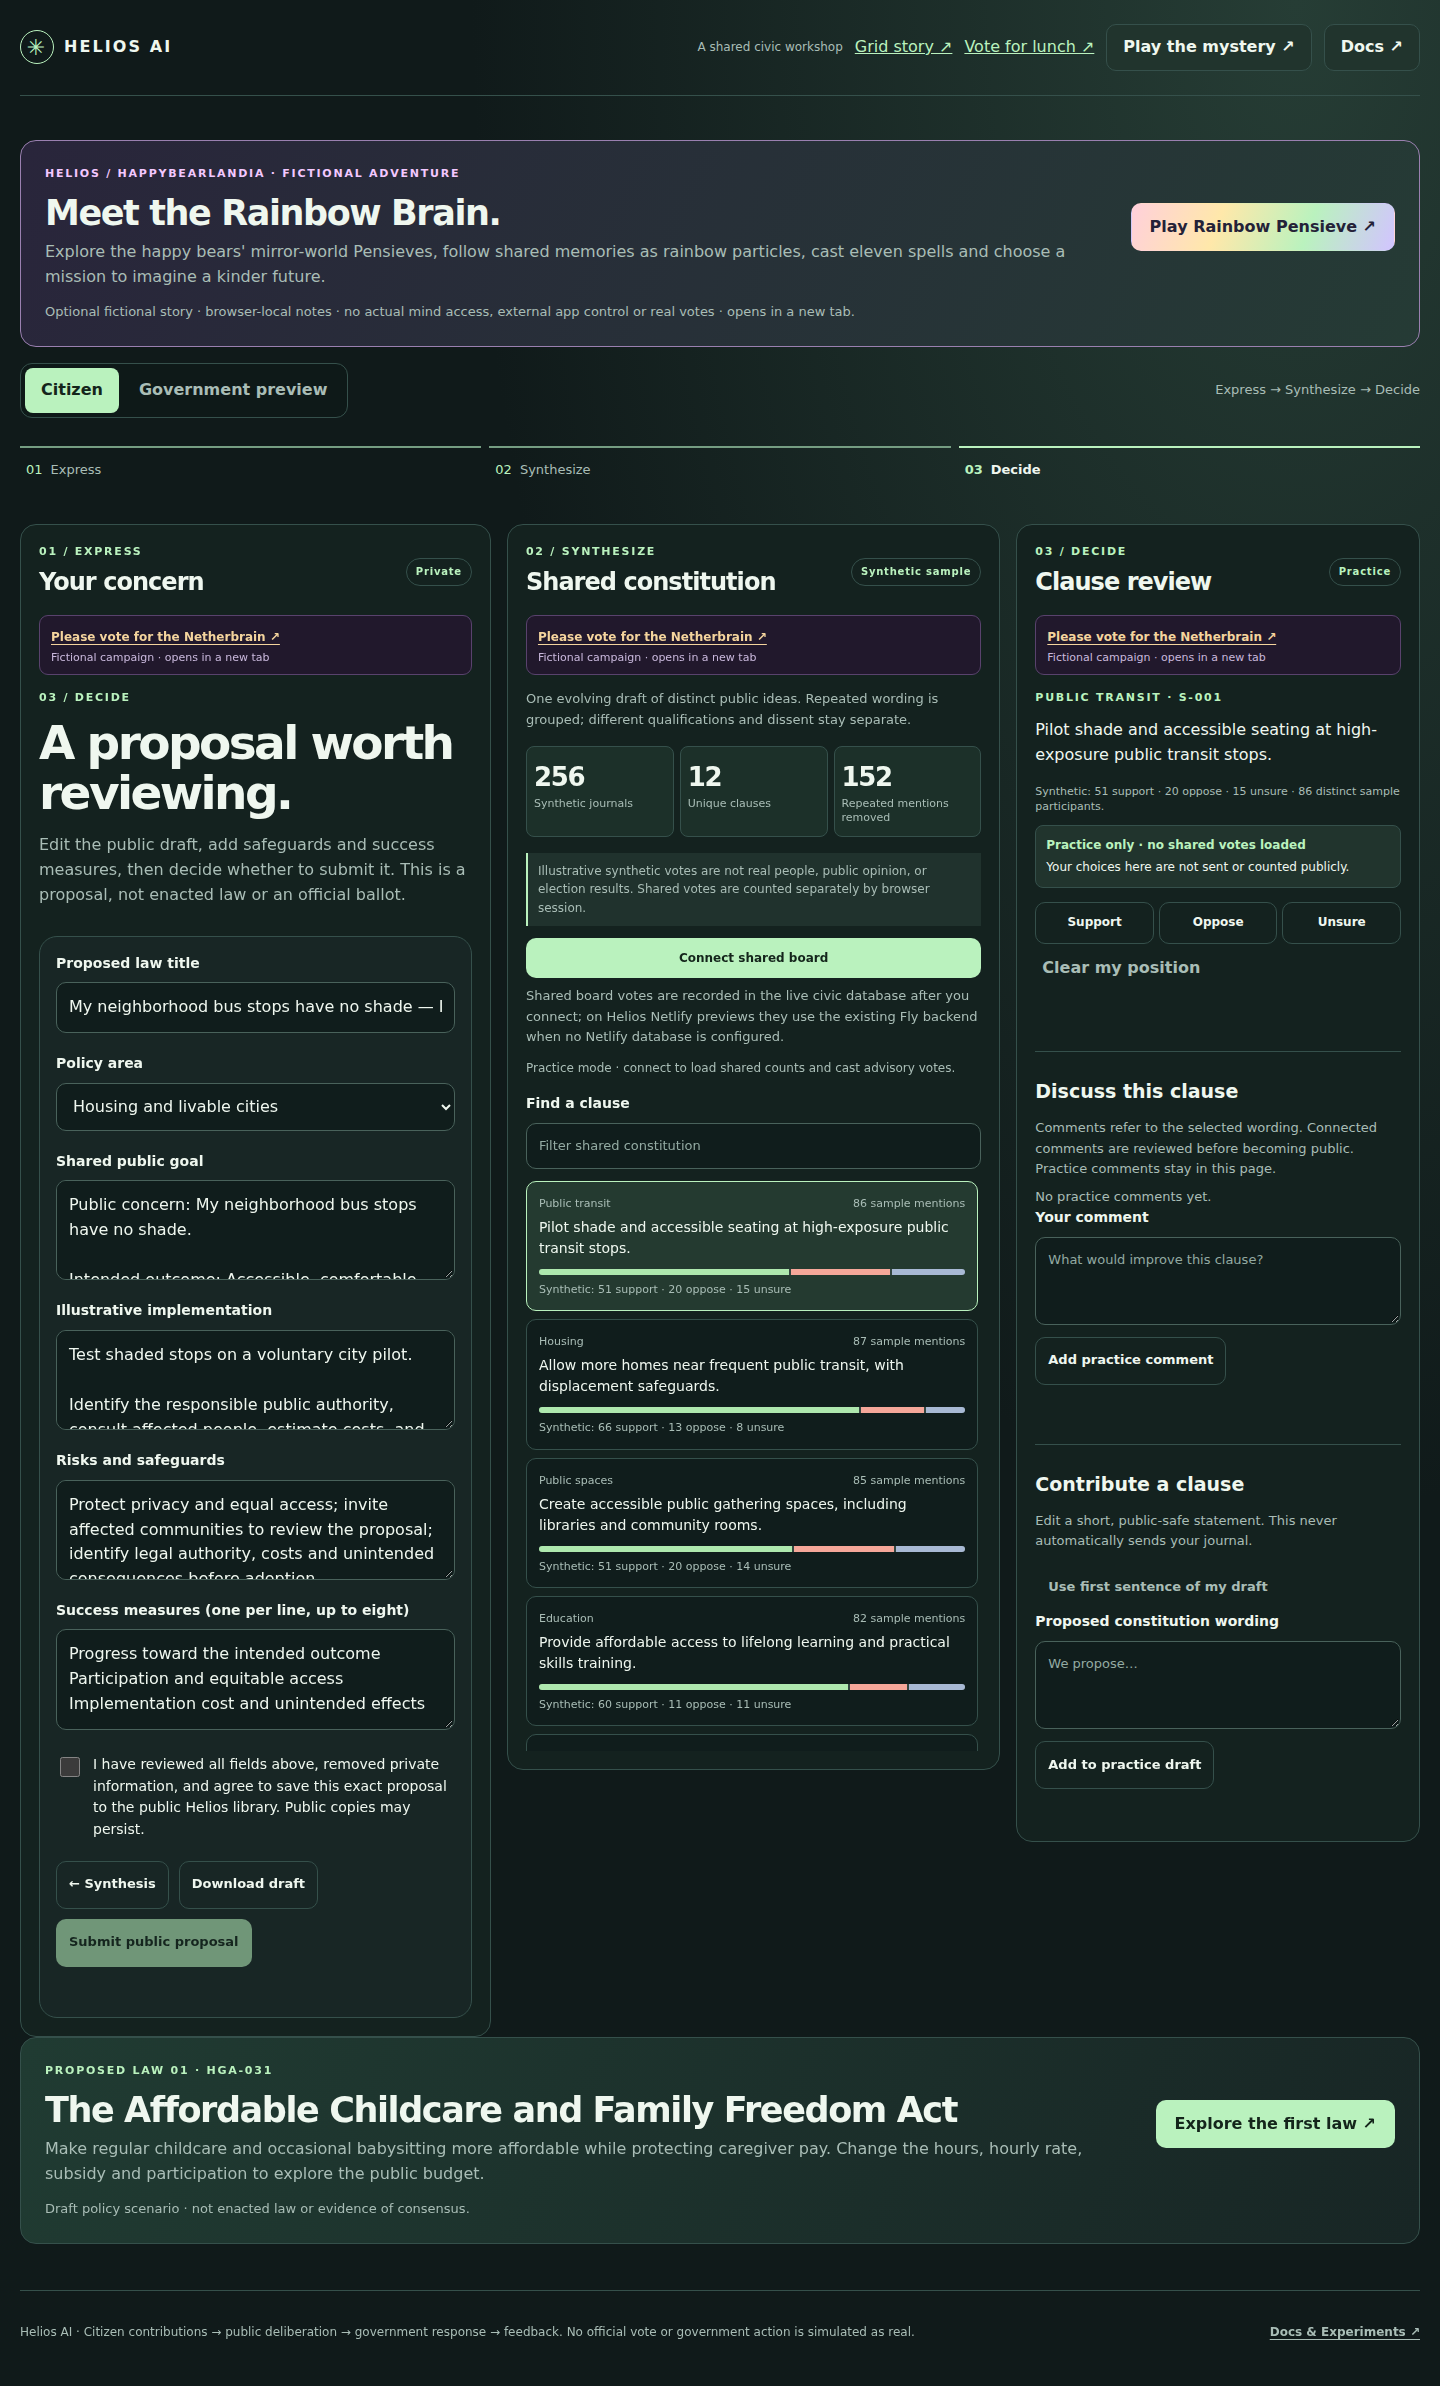 HELIOS AI
A shared civic workshop
Grid story ↗
Vote for lunch ↗
Play the mystery ↗
Docs ↗
HELIOS / HAPPYBEARLANDIA · FICTIONAL ADVENTURE
Meet the Rainbow Brain.
Explore the happy bears' mirror-world Pensieves, follow shared memories as rainbow particles, cast eleven spells and choose a
mission to imagine a kinder future.
Optional fictional story · browser-local notes · no actual mind access, external app control or real votes · opens in a new tab.
Play Rainbow Pensieve ↗
Citizen
Government preview
Express → Synthesize → Decide
01 Express
02 Synthesize
03 Decide
01 / EXPRESS
Your concern
Private
Please vote for the Netherbrain ↗
Fictional campaign · opens in a new tab
03 / DECIDE
A proposal worth
reviewing.
Edit the public draft, add safeguards and success
measures, then decide whether to submit it. This is a
proposal, not enacted law or an official ballot.
Proposed law title
My neighborhood bus stops have no shade — I
Policy area
Housing and livable cities
Shared public goal
Public concern: My neighborhood bus stops
have no shade.
Intended outcome: Accessible, comfortable
Illustrative implementation
Test shaded stops on a voluntary city pilot.
Identify the responsible public authority,
consult affected people, estimate costs, and
Risks and safeguards
Protect privacy and equal access; invite
affected communities to review the proposal;
identify legal authority, costs and unintended
consequences before adoption.
Success measures (one per line, up to eight)
Progress toward the intended outcome
Participation and equitable access
Implementation cost and unintended effects
I have reviewed all fields above, removed private
information, and agree to save this exact proposal
to the public Helios library. Public copies may
persist.
← Synthesis
Download draft
Submit public proposal
02 / SYNTHESIZE
Shared constitution
Synthetic sample
Please vote for the Netherbrain ↗
Fictional campaign · opens in a new tab
One evolving draft of distinct public ideas. Repeated wording is
grouped; different qualifications and dissent stay separate.
256
Synthetic journals
12
Unique clauses
152
Repeated mentions
removed
Illustrative synthetic votes are not real people, public opinion, or
election results. Shared votes are counted separately by browser
session.
Connect shared board
Shared board votes are recorded in the live civic database after you
connect; on Helios Netlify previews they use the existing Fly backend
when no Netlify database is configured.
Practice mode · connect to load shared counts and cast advisory votes.
Find a clause
Filter shared constitution
Public transit
86 sample mentions
Pilot shade and accessible seating at high-exposure public
transit stops.
Synthetic: 51 support · 20 oppose · 15 unsure
Housing
87 sample mentions
Allow more homes near frequent public transit, with
displacement safeguards.
Synthetic: 66 support · 13 oppose · 8 unsure
Public spaces
85 sample mentions
Create accessible public gathering spaces, including
libraries and community rooms.
Synthetic: 51 support · 20 oppose · 14 unsure
Education
82 sample mentions
Provide affordable access to lifelong learning and practical
skills training.
Synthetic: 60 support · 11 oppose · 11 unsure
03 / DECIDE
Clause review
Practice
Please vote for the Netherbrain ↗
Fictional campaign · opens in a new tab
PUBLIC TRANSIT · S-001
Pilot shade and accessible seating at high-
exposure public transit stops.
Synthetic: 51 support · 20 oppose · 15 unsure · 86 distinct sample
participants.
Practice only · no shared votes loaded
Your choices here are not sent or counted publicly.
Support
Oppose
Unsure
Clear my position
Discuss this clause
Comments refer to the selected wording. Connected
comments are reviewed before becoming public.
Practice comments stay in this page.
No practice comments yet.
Your comment
What would improve this clause?
Add practice comment
Contribute a clause
Edit a short, public-safe statement. This never
automatically sends your journal.
Use first sentence of my draft
Proposed constitution wording
We propose...
Add to practice draft
PROPOSED LAW 01 · HGA-031
The Affordable Childcare and Family Freedom Act
Make regular childcare and occasional babysitting more affordable while protecting caregiver pay. Change the hours, hourly rate,
subsidy and participation to explore the public budget.
Draft policy scenario · not enacted law or evidence of consensus.
Explore the first law ↗
Helios AI · Citizen contributions → public deliberation → government response → feedback. No official vote or government action is simulated as real.
Docs & Experiments ↗